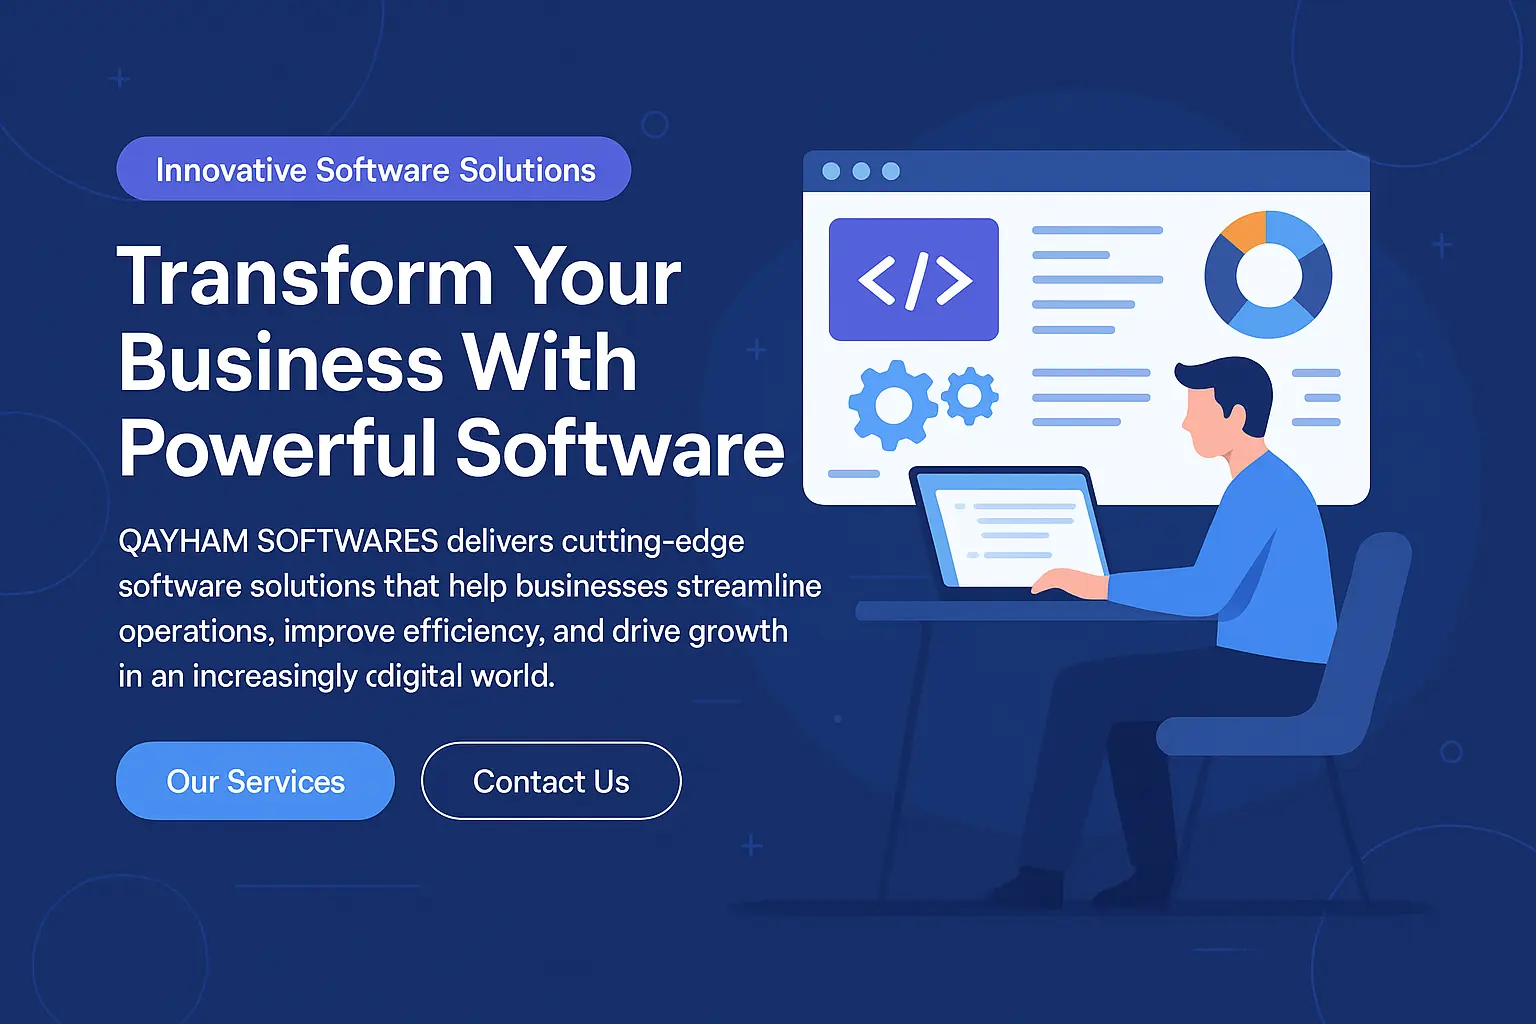 Innovative Software Solutions
Transform Your
Business With
Powerful Software
QAYHAM SOFTWARES delivers cutting-edge
software solutions that help businesses streamline
operations, improve efficiency, and drive growth
in an increasingly cdigital world.
Our Services
Contact Us
</>